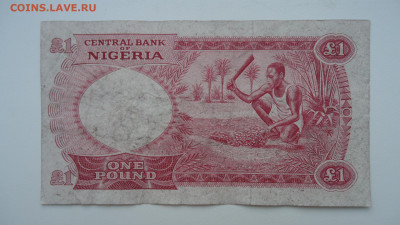 COINS.LAVE.RU
£1
CENTRAL BANK
OF
NIGERIA
£1
£1
ONE
POUND
£1